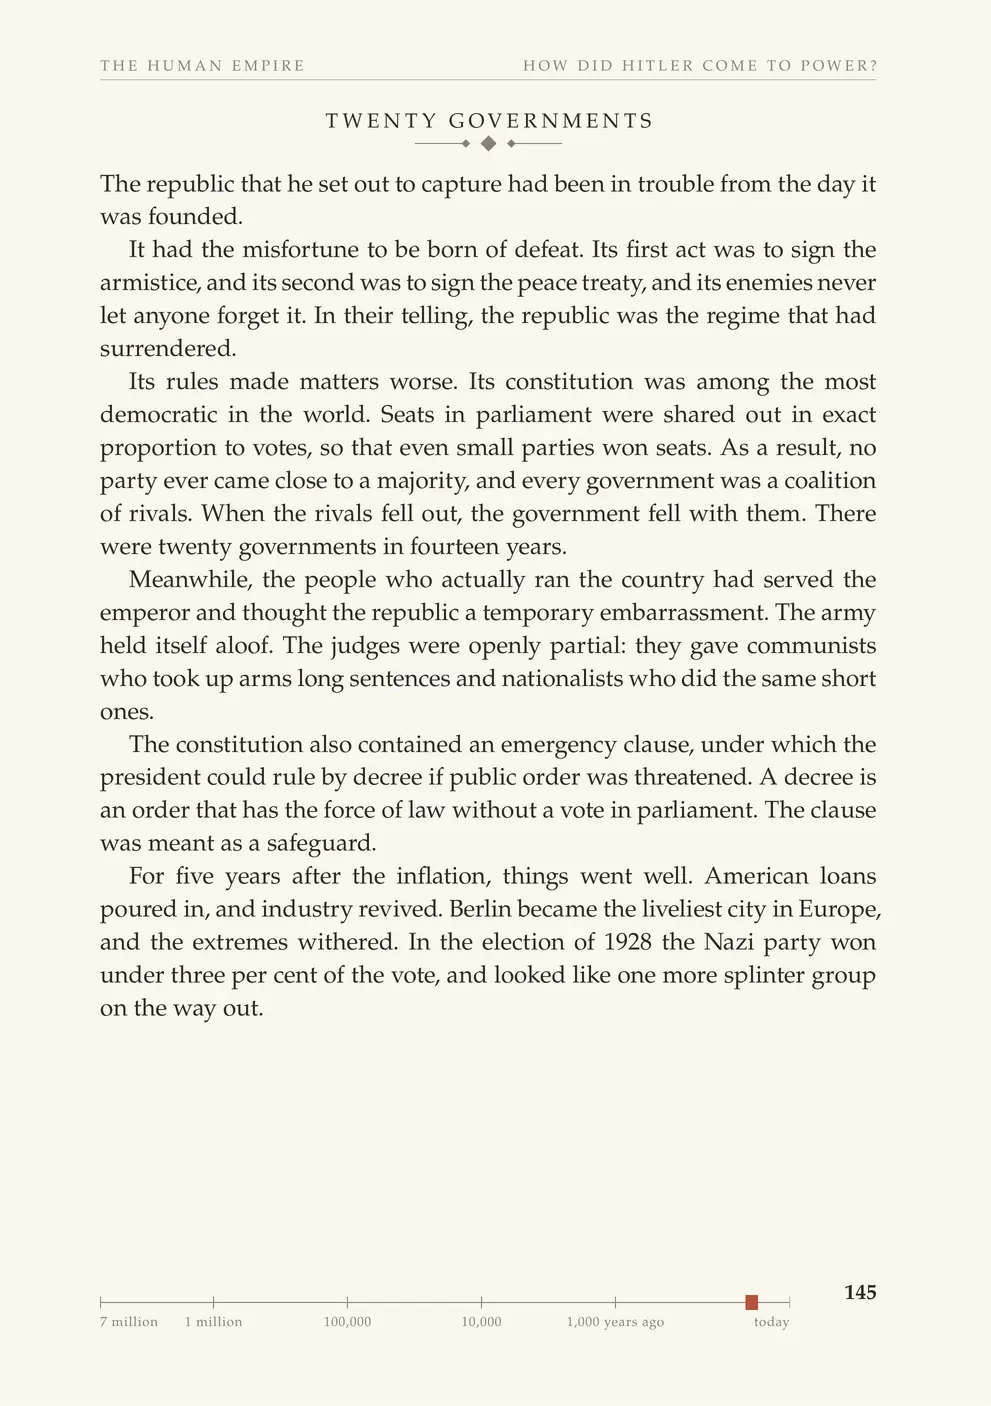 THE HUMAN EMPIRE
HOW DID HITLER COME TO POWER?
TWENTY GOVERNMENTS
The republic that he set out to capture had been in trouble from the day it
was founded.
It had the misfortune to be born of defeat. Its first act was to sign the
armistice, and its second was to sign the peace treaty, and its enemies never
let anyone forget it. In their telling, the republic was the regime that had
surrendered.
Its rules made matters worse. Its constitution was among the most
democratic in the world. Seats in parliament were shared out in exact
proportion to votes, so that even small parties won seats. As a result, no
party ever came close to a majority, and every government was a coalition
of rivals. When the rivals fell out, the government fell with them. There
were twenty governments in fourteen years.
Meanwhile, the people who actually ran the country had served the
emperor and thought the republic a temporary embarrassment. The army
held itself aloof. The judges were openly partial: they gave communists
who took up arms long sentences and nationalists who did the same short
ones.
The constitution also contained an emergency clause, under which the
president could rule by decree if public order was threatened. A decree is
an order that has the force of law without a vote in parliament. The clause
was meant as a safeguard.
For five years after the inflation, things went well. American loans
poured in, and industry revived. Berlin became the liveliest city in Europe,
and the extremes withered. In the election of 1928 the Nazi party won
under three per cent of the vote, and looked like one more splinter group
on the way out.
145
7 million 1 million 100,000 10,000 1,000 years ago today